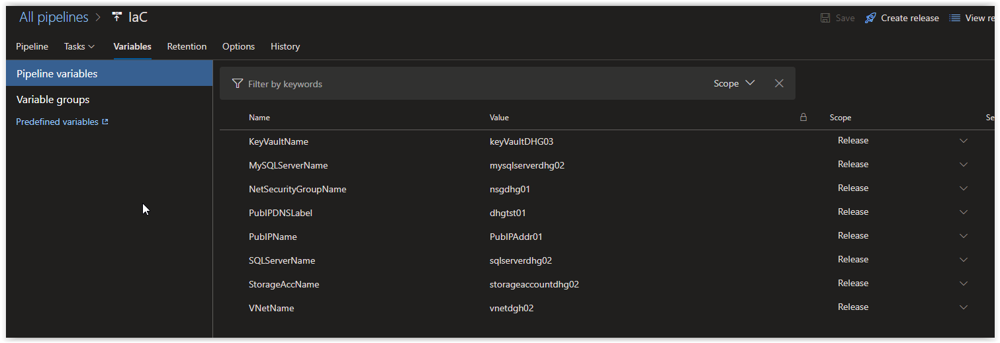 All pipelines > IaC
Save Create release View re
Pipeline Tasks Variables Retention Options History
Pipeline variables
Variable groups
Predefined variables
Filter by keywords Scope
Name Value Scope Se
KeyVaultName keyVaultDHG03 Release
MySQLServerName mysqlserverdhg02 Release
NetSecurityGroupName nsgdhg01 Release
PubIPDNSLabel dhgtst01 Release
PubIPName PubIPAddr01 Release
SQLServerName sqlserverdhg02 Release
StorageAccName storageaccountdhg02 Release
VNetName vnetdgh02 Release